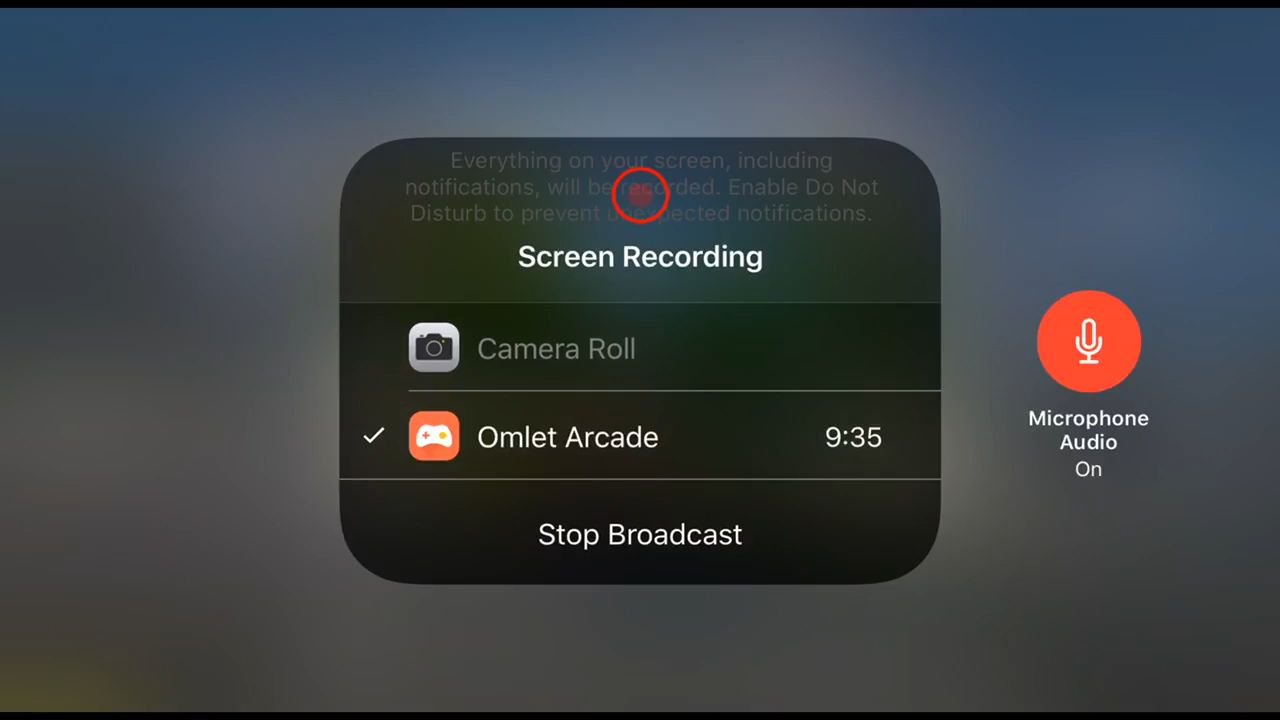 Everything on your screen, including
notifications, will be recorded. Enable Do Not
Disturb to prevent unexpected notifications.
Screen Recording
Camera Roll
Omlet Arcade 9:35
Stop Broadcast
Microphone
Audio
On